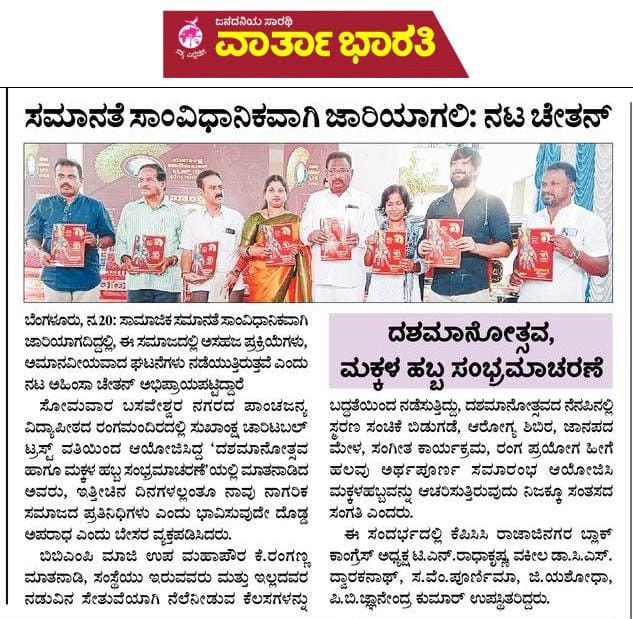 ಜನದನಿಯ ಸಾರಥಿ
ವಾರ್ತಾ ಭಾರತಿ
ಸಮಾನತೆ ಸಾಂವಿಧಾನಿಕವಾಗಿ ಜಾರಿಯಾಗಲಿ: ನಟ ಚೇತನ್
ಬೆಂಗಳೂರು, ನ.20: ಸಾಮಾಜಿಕ ಸಮಾನತೆ ಸಾಂವಿಧಾನಿಕವಾಗಿ
ಜಾರಿಯಾಗದಿದ್ದಲ್ಲಿ, ಈ ಸಮಾಜದಲ್ಲಿ ಅಸಹಜ ಪ್ರಕ್ರಿಯೆಗಳು,
ಅಮಾನವೀಯವಾದ ಘಟನೆಗಳು ನಡೆಯುತ್ತಿರುತ್ತವೆ ಎಂದು
ನಟ ಅಹಿಂಸಾ ಚೇತನ್ ಅಭಿಪ್ರಾಯಪಟ್ಟಿದ್ದಾರೆ
ಸೋಮವಾರ ಬಸವೇಶ್ವರ ನಗರದ ಪಾಂಚಜನ್ಯ
ವಿದ್ಯಾಪೀಠದ ರಂಗಮಂದಿರದಲ್ಲಿ ಸುಖಾಂಕ್ಷ ಚಾರಿಟಬಲ್
ಟ್ರಸ್ಟ್ ವತಿಯಿಂದ ಆಯೋಜಿಸಿದ್ದ ‘ದಶಮಾನೋತ್ಸವ
ಹಾಗೂ ಮಕ್ಕಳ ಹಬ್ಬ ಸಂಭ್ರಮಾಚರಣೆ’ಯಲ್ಲಿ ಮಾತನಾಡಿದ
ಅವರು, ಇತ್ತೀಚಿನ ದಿನಗಳಲ್ಲಂತೂ ನಾವು ನಾಗರಿಕ
ಸಮಾಜದ ಪ್ರತಿನಿಧಿಗಳು ಎಂದು ಭಾವಿಸುವುದೇ ದೊಡ್ಡ
ಅಪರಾಧ ಎಂದು ಬೇಸರ ವ್ಯಕ್ತಪಡಿಸಿದರು.
ಬಿಬಿಎಂಪಿ ಮಾಜಿ ಉಪ ಮಹಾಪೌರ ಕೆ.ರಂಗಣ್ಣ
ಮಾತನಾಡಿ, ಸಂಸ್ಥೆಯು ಇರುವವರು ಮತ್ತು ಇಲ್ಲದವರ
ನಡುವಿನ ಸೇತುವೆಯಾಗಿ ನೆಲೆನೀಡುವ ಕೆಲಸಗಳನ್ನು
ದಶಮಾನೋತ್ಸವ,
ಮಕ್ಕಳ ಹಬ್ಬ ಸಂಭ್ರಮಾಚರಣೆ
ಬದ್ಧತೆಯಿಂದ ನಡೆಸುತ್ತಿದ್ದು, ದಶಮಾನೋತ್ಸವದ ನೆನಪಿನಲ್ಲಿ
ಸ್ಮರಣ ಸಂಚಿಕೆ ಬಿಡುಗಡೆ, ಆರೋಗ್ಯ ಶಿಬಿರ, ಜಾನಪದ
ಮೇಳ, ಸಂಗೀತ ಕಾರ್ಯಕ್ರಮ, ರಂಗ ಪ್ರಯೋಗ ಹೀಗೆ
ಹಲವು ಅರ್ಥಪೂರ್ಣ ಸಮಾರಂಭ ಆಯೋಜಿಸಿ
ಮಕ್ಕಳಹಬ್ಬವನ್ನು ಆಚರಿಸುತ್ತಿರುವುದು ನಿಜಕ್ಕೂ ಸಂತಸದ
ಸಂಗತಿ ಎಂದರು.
ಈ ಸಂದರ್ಭದಲ್ಲಿ ಕೆಪಿಸಿಸಿ ರಾಜಾಜಿನಗರ ಬ್ಲಾಕ್
ಕಾಂಗ್ರೆಸ್ ಅಧ್ಯಕ್ಷ ಟಿ.ಎನ್.ರಾಧಾಕೃಷ್ಣ, ವಕೀಲ ಡಾ.ಸಿ.ಎಸ್.
ದ್ವಾರಕನಾಥ್, ಸ.ವೆಂ.ಪೂರ್ಣಿಮಾ, ಜಿ.ಯಶೋಧಾ,
ಪಿ.ಬಿ.ಜ್ಞಾನೇಂದ್ರ ಕುಮಾರ್ ಉಪಸ್ಥಿತರಿದ್ದರು.